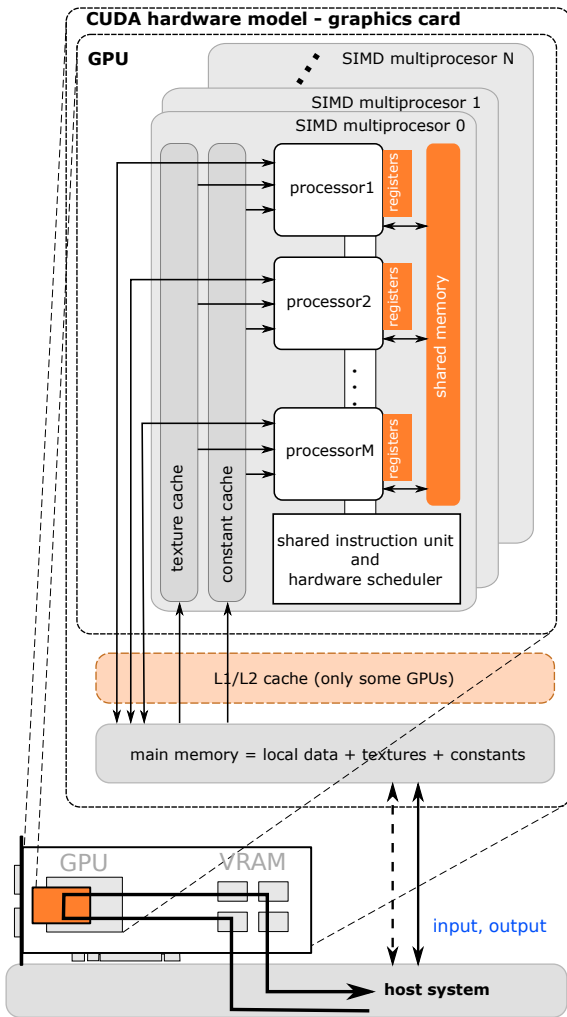 CUDA hardware model - graphics card
GPU
SIMD multiprocesor N
SIMD multiprocesor 1
SIMD multiprocesor 0
processor1
registers
processor2
registers
shared memory
processorM
registers
texture cache
constant cache
shared instruction unit
and
hardware scheduler
L1/L2 cache (only some GPUs)
main memory = local data + textures + constants
GPU
VRAM
input, output
host system